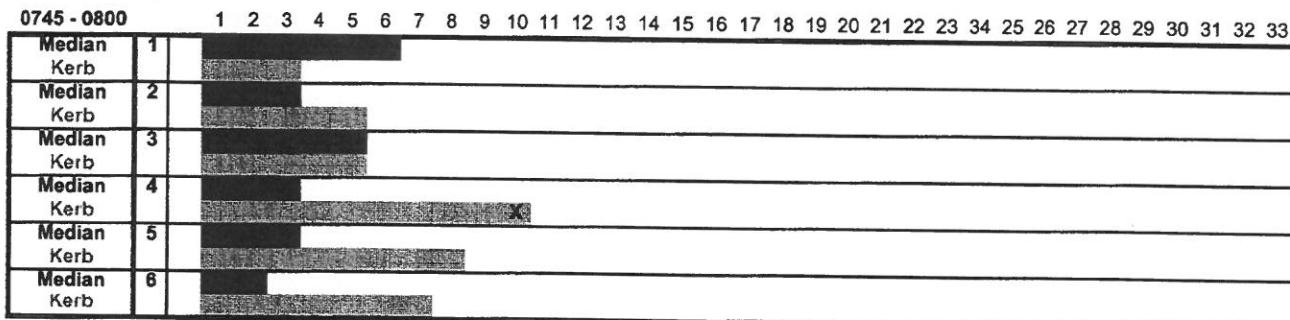 0745 - 0800 1 2 3 4 5 6 7 8 9 10 11 12 13 14 15 16 17 18 19 20 21 22 23 34 25 26 27 28 29 30 31 32 33
Median 1
Kerb
Median 2
Kerb
Median 3
Kerb
Median 4
Kerb X
Median 5
Kerb
Median 6
Kerb